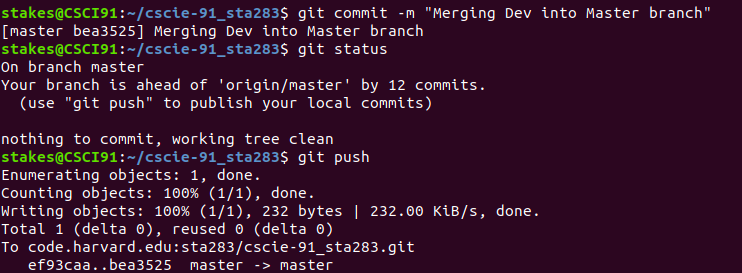 stakes@CSCI91:~/cscie-91_sta283$ git commit -m "Merging Dev into Master branch"
[master bea3525] Merging Dev into Master branch
stakes@CSCI91:~/cscie-91_sta283$ git status
On branch master
Your branch is ahead of 'origin/master' by 12 commits.
  (use "git push" to publish your local commits)

nothing to commit, working tree clean
stakes@CSCI91:~/cscie-91_sta283$ git push
Enumerating objects: 1, done.
Counting objects: 100% (1/1), done.
Writing objects: 100% (1/1), 232 bytes | 232.00 KiB/s, done.
Total 1 (delta 0), reused 0 (delta 0)
To code.harvard.edu:sta283/cscie-91_sta283.git
   ef93caa..bea3525  master -> master